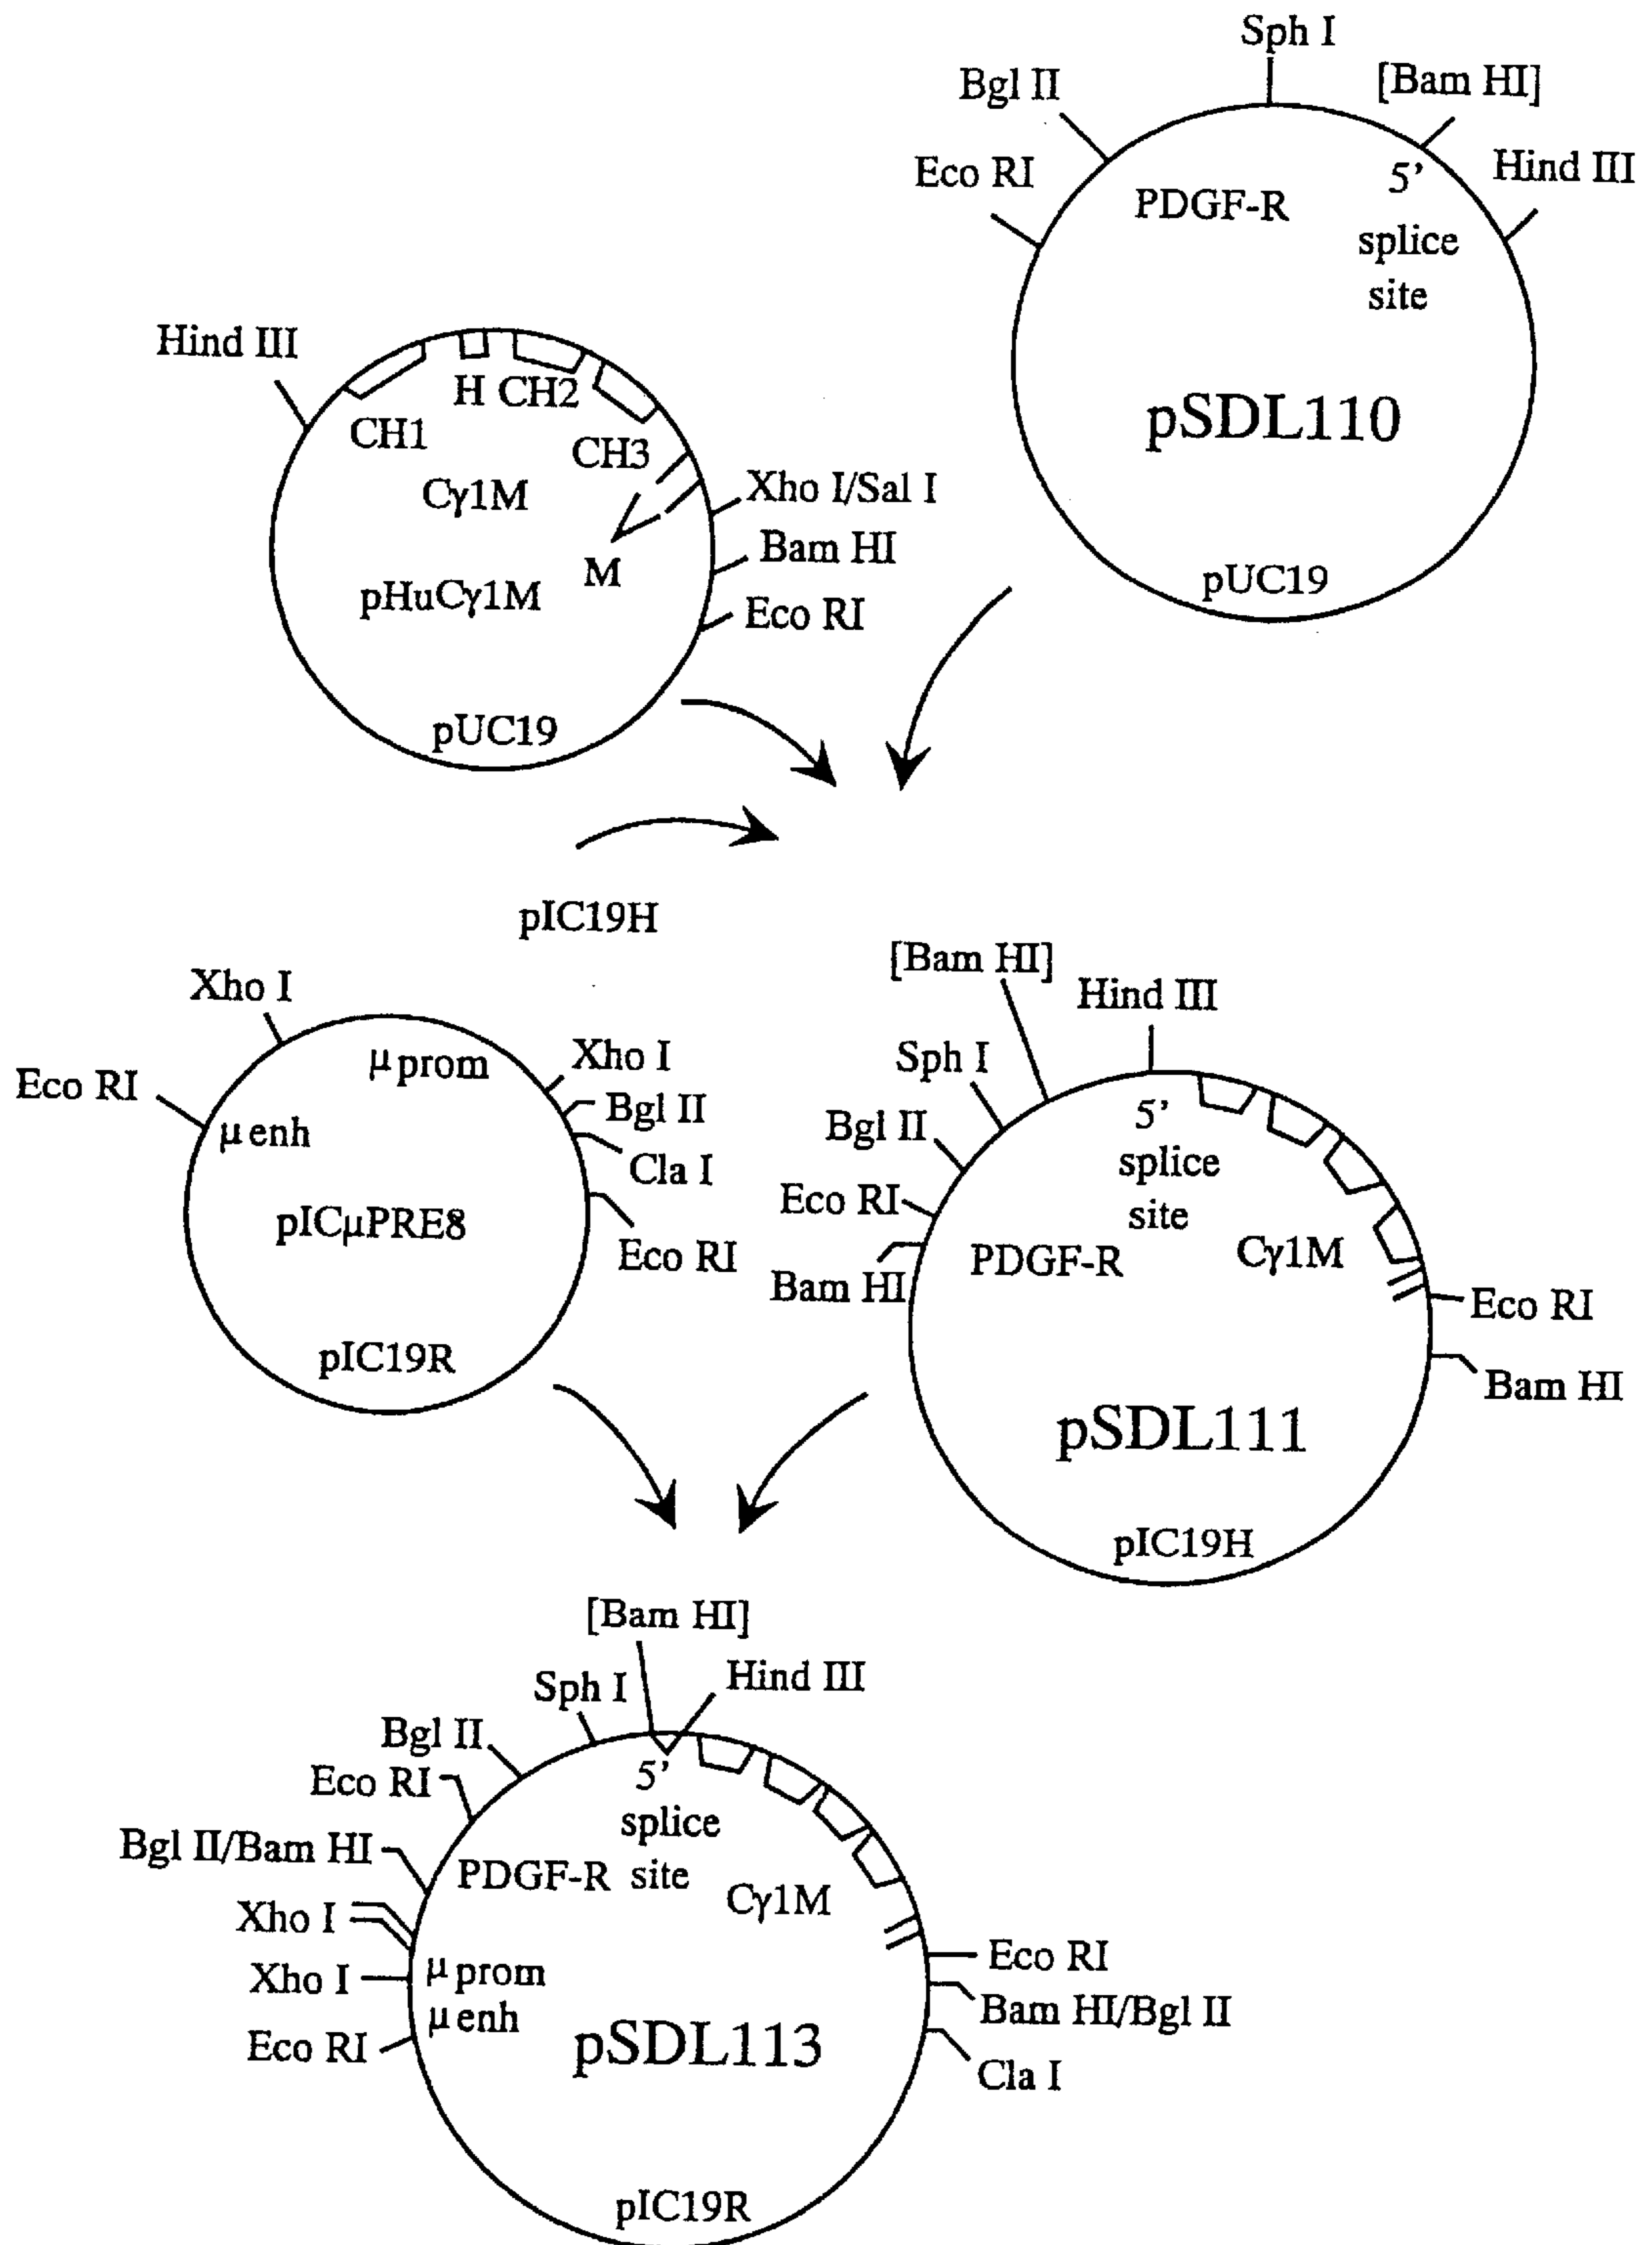 Sph I
Bgl II
[Bam HI]
Eco RI
Hind III
PDGF-R
5’
splice
site
pSDL110
pUC19
Hind III
H CH2
CH1
CH3
Cγ1M
Xho I/Sal I
Bam HI
M
pHuCγ1M
Eco RI
pUC19
pIC19H
Xho I
μ prom
Xho I
Eco RI
Bgl II
μ enh
Cla I
pICμPRE8
Eco RI
pIC19R
[Bam HI]
Hind III
Sph I
Bgl II
5’
splice
site
Eco RI
PDGF-R
Cγ1M
Bam HI
Eco RI
Bam HI
pSDL111
pIC19H
[Bam HI]
Hind III
Sph I
Bgl II
Eco RI
5’
splice
site
Bgl II/Bam HI
PDGF-R
Cγ1M
Xho I
Xho I
μ prom
μ enh
Eco RI
Eco RI
Bam HI/Bgl II
Cla I
pSDL113
pIC19R